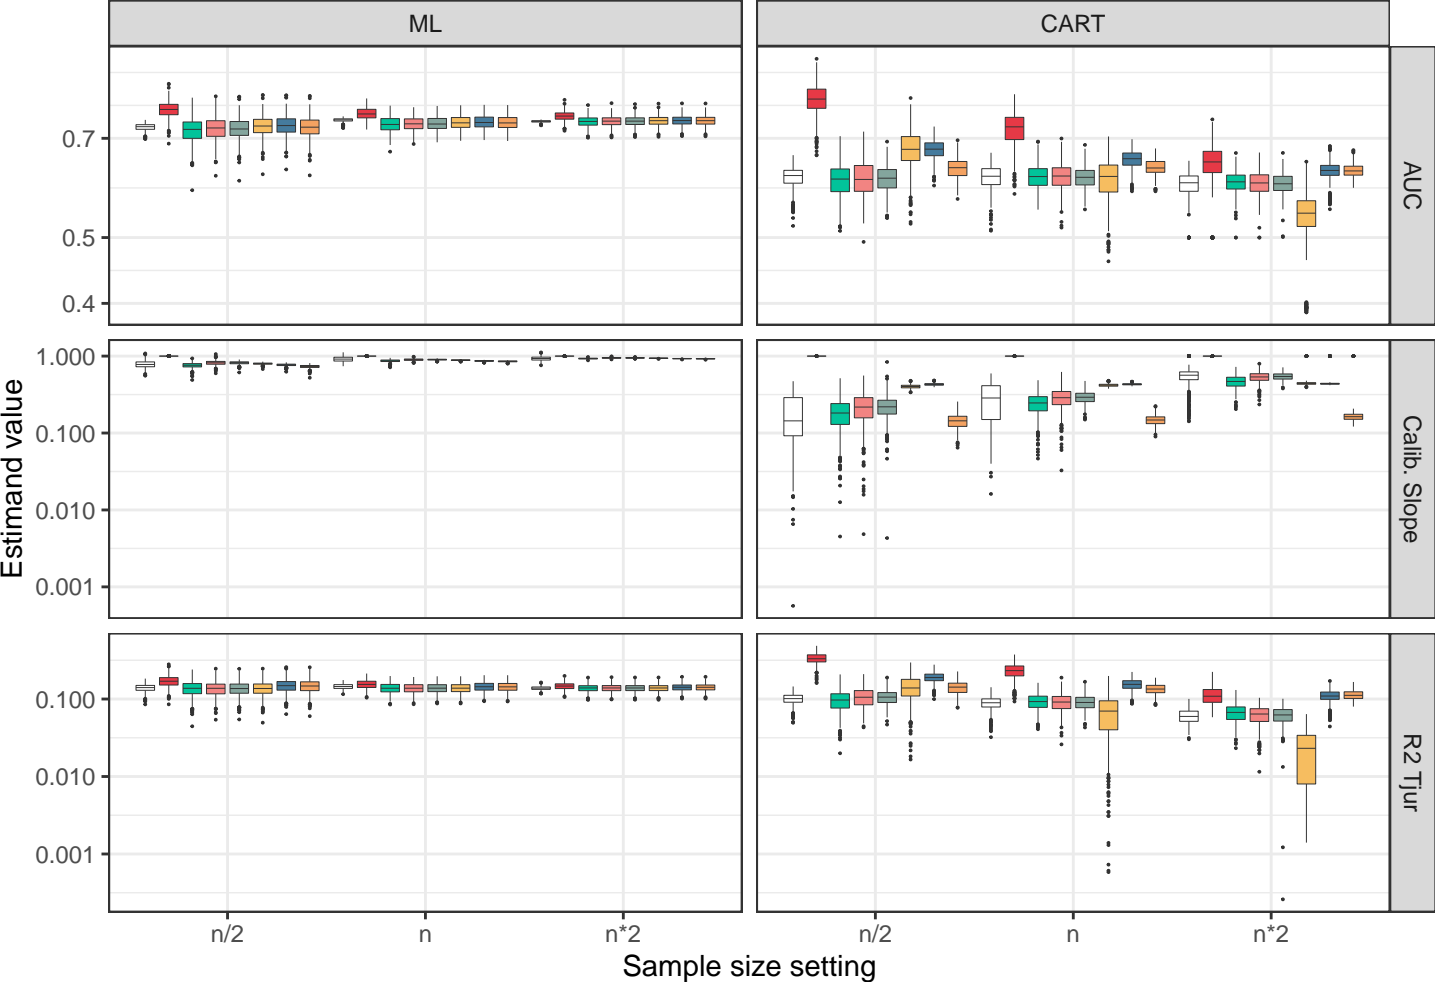 ML
CART
0.7
0.5
0.4
AUC
1.000
0.100
0.010
0.001
Calib. Slope
0.100
0.010
0.001
R2 Tjur
Estimand value
n/2
n
n*2
n/2
n
n*2
Sample size setting